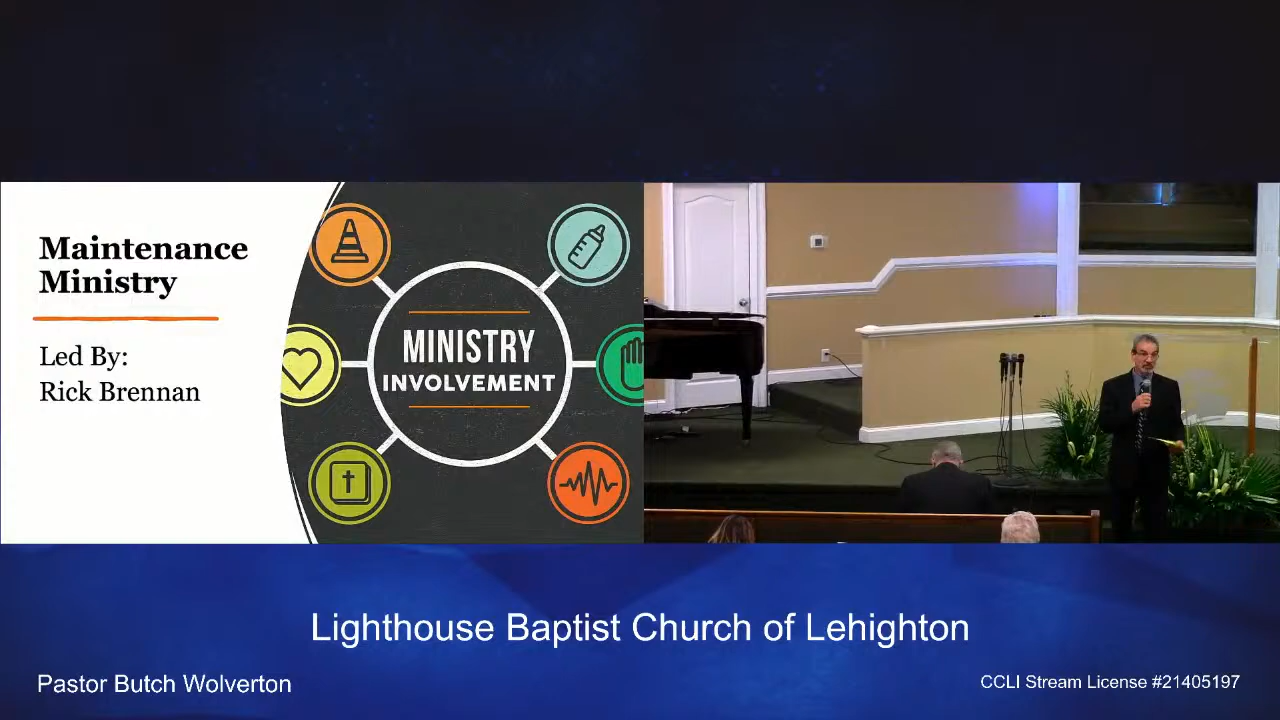 Maintenance
Ministry
Led By:
Rick Brennan
MINISTRY
INVOLVEMENT
Lighthouse Baptist Church of Lehighton
Pastor Butch Wolverton
CCLI Stream License #21405197